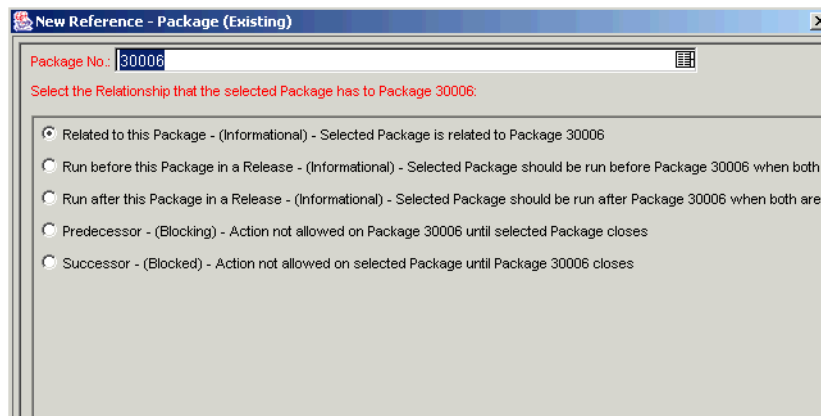 New Reference - Package (Existing)
Package No.: 30006
Select the Relationship that the selected Package has to Package 30006:
Related to this Package - (Informational) - Selected Package is related to Package 30006
Run before this Package in a Release - (Informational) - Selected Package should be run before Package 30006 when both
Run after this Package in a Release - (Informational) - Selected Package should be run after Package 30006 when both are
Predecessor - (Blocking) - Action not allowed on Package 30006 until selected Package closes
Successor - (Blocked) - Action not allowed on selected Package until Package 30006 closes